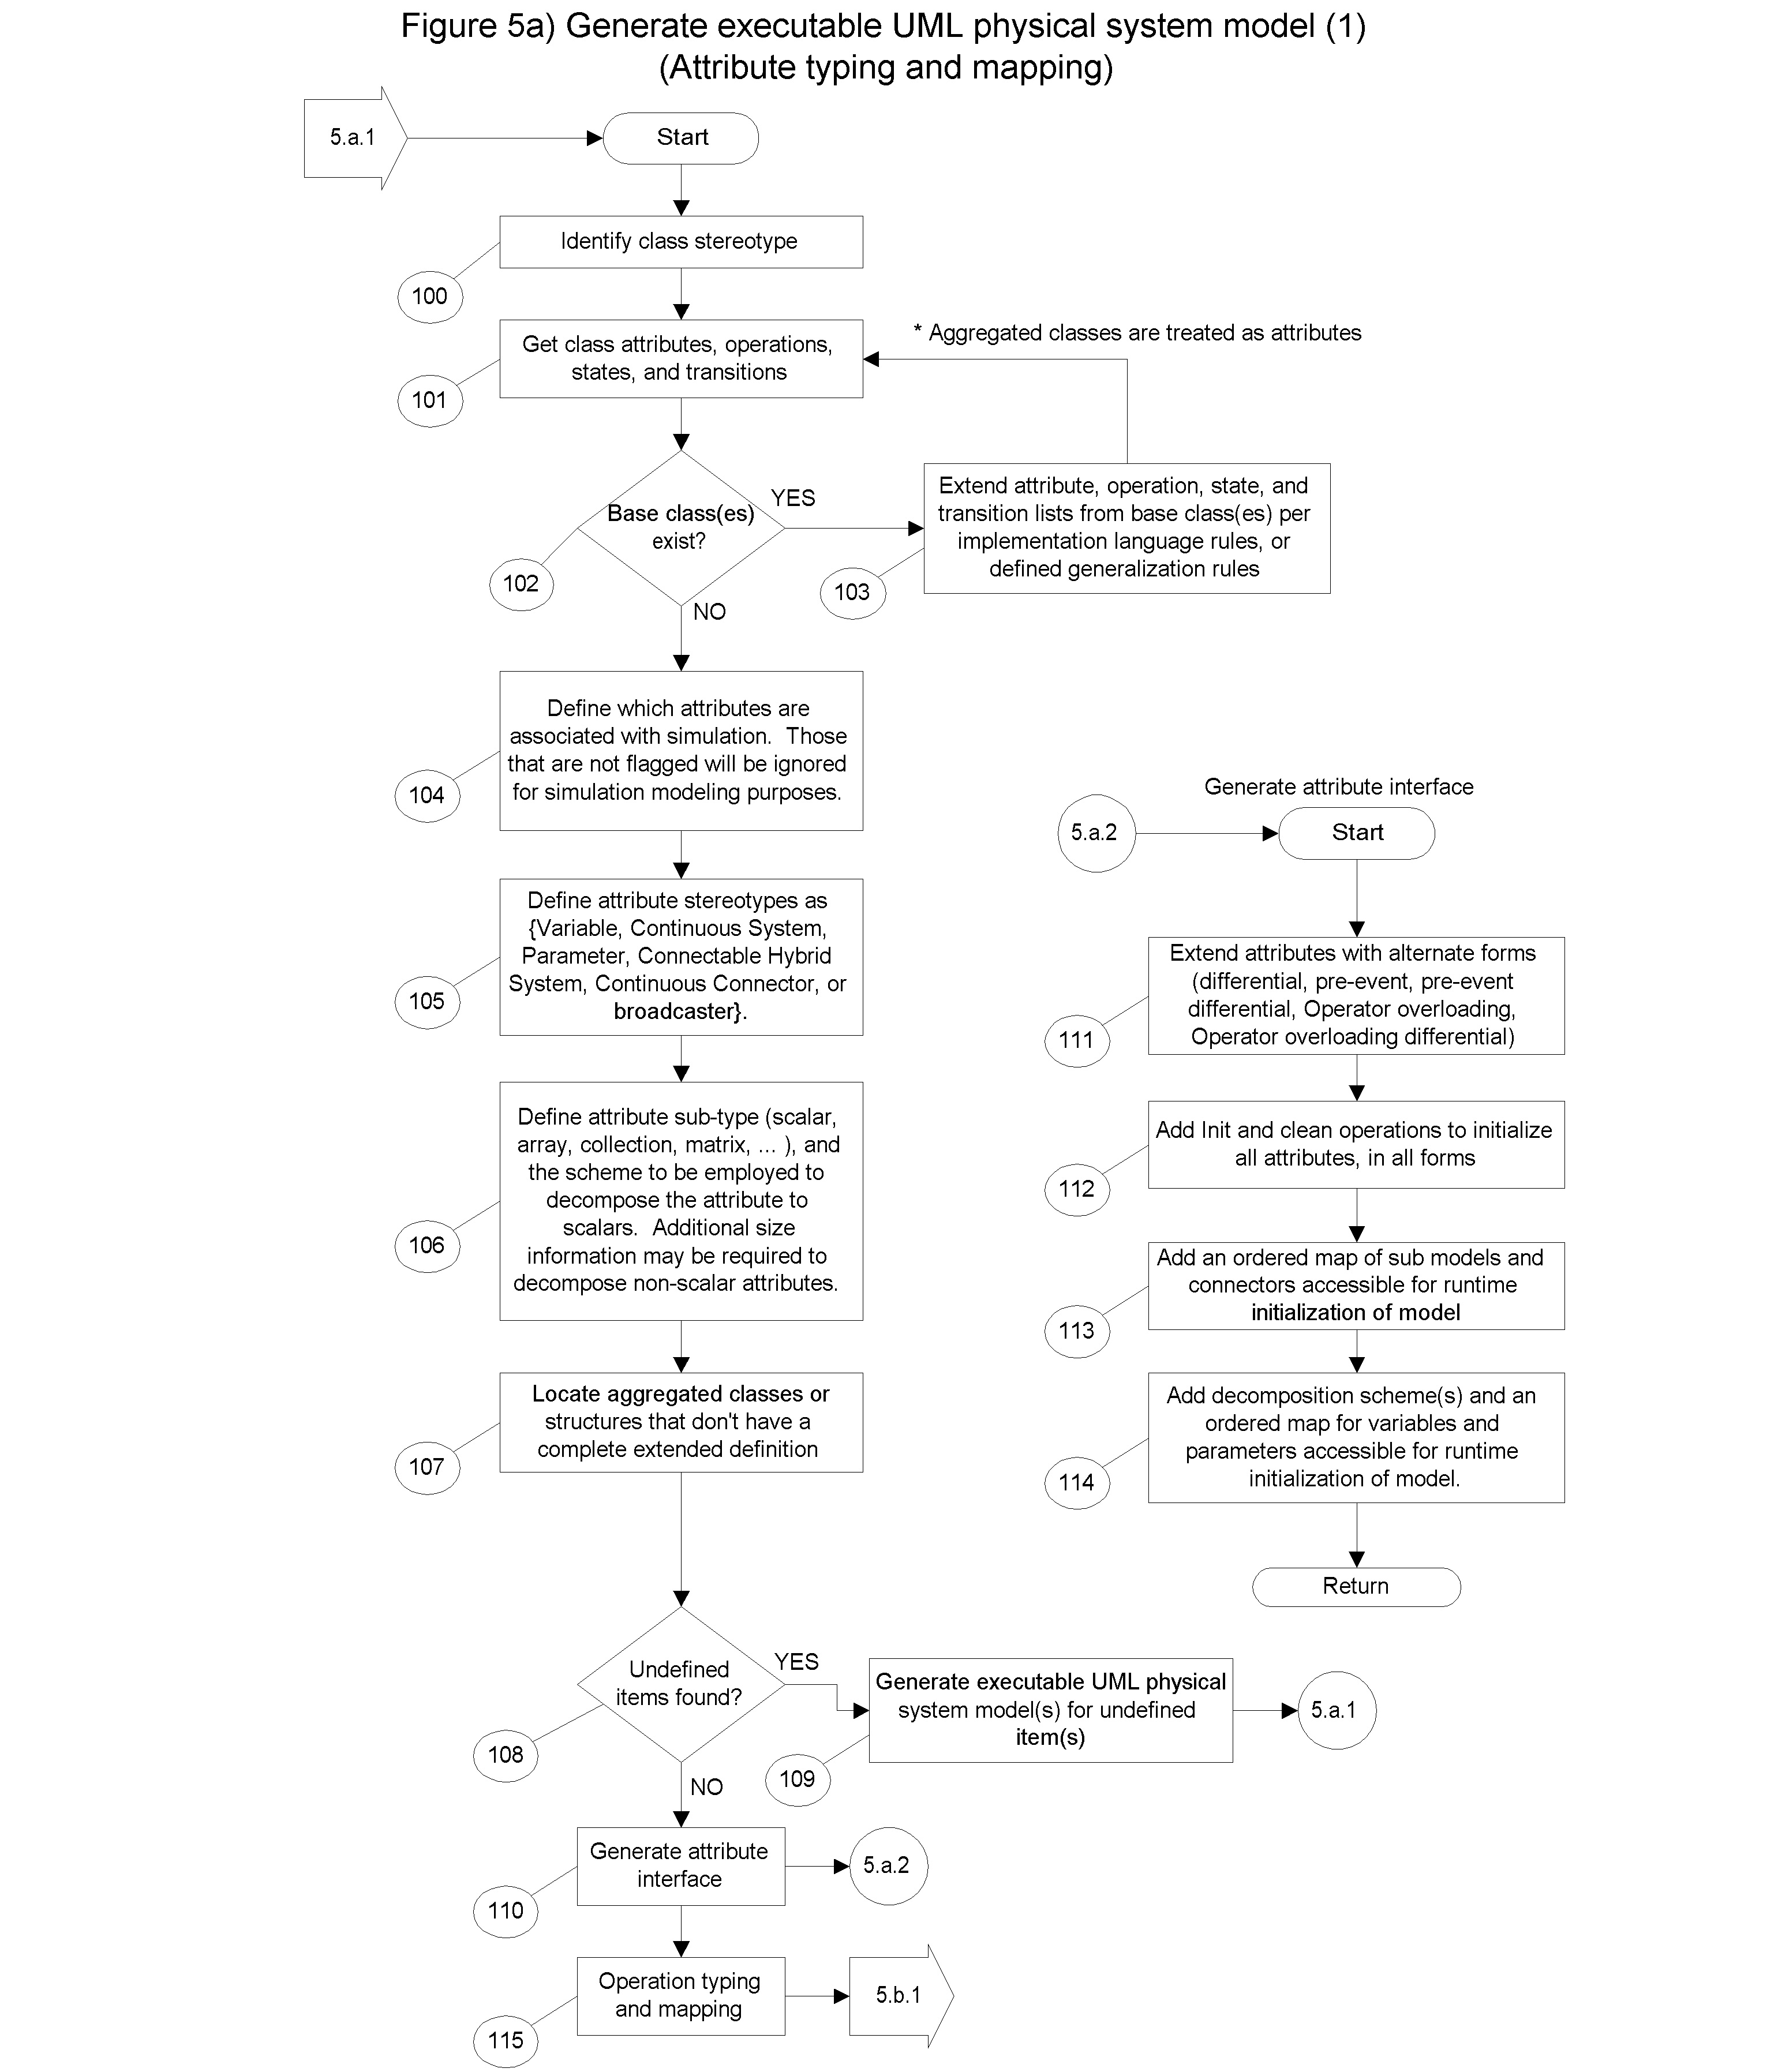 Figure 5a) Generate executable UML physical system model (1)
(Attribute typing and mapping)
5.a.1
Start
Identify class stereotype
100
* Aggregated classes are treated as attributes
Get class attributes, operations,
states, and transitions
101
Base class(es)
exist?
YES
NO
102
Extend attribute, operation, state, and
transition lists from base class(es) per
implementation language rules, or
defined generalization rules
103
Define which attributes are
associated with simulation.  Those
that are not flagged will be ignored
for simulation modeling purposes.
104
Define attribute stereotypes as
{Variable, Continuous System,
Parameter, Connectable Hybrid
System, Continuous Connector, or
broadcaster}.
105
Define attribute sub-type (scalar,
array, collection, matrix, ... ), and
the scheme to be employed to
decompose the attribute to
scalars.  Additional size
information may be required to
decompose non-scalar attributes.
106
Locate aggregated classes or
structures that don't have a
complete extended definition
107
Undefined
items found?
YES
NO
108
Generate executable UML physical
system model(s) for undefined
item(s)
109
5.a.1
Generate attribute
interface
110
5.a.2
Operation typing
and mapping
115
5.b.1
Generate attribute interface
5.a.2
Start
Extend attributes with alternate forms
(differential, pre-event, pre-event
differential, Operator overloading,
Operator overloading differential)
111
Add Init and clean operations to initialize
all attributes, in all forms
112
Add an ordered map of sub models and
connectors accessible for runtime
initialization of model
113
Add decomposition scheme(s) and an
ordered map for variables and
parameters accessible for runtime
initialization of model.
114
Return